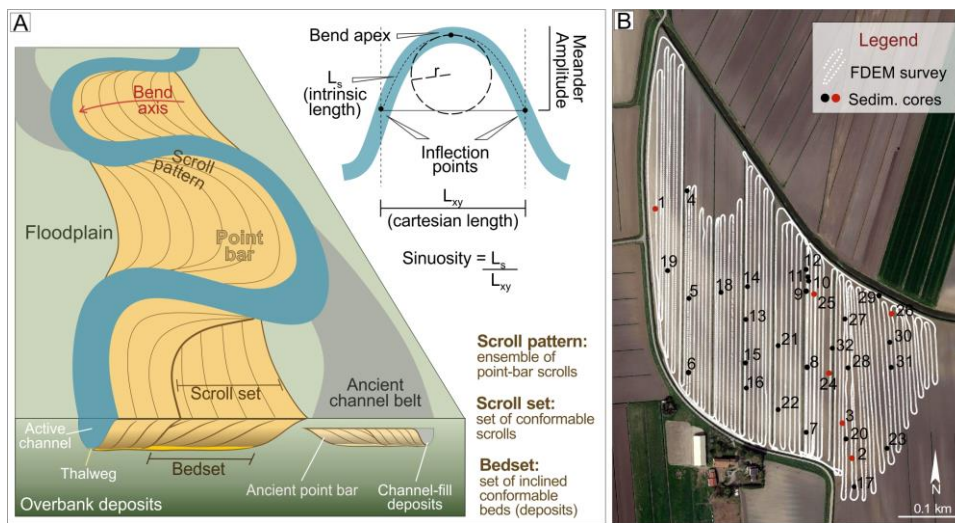 A
Bend
axis
Scroll
pattern
Floodplain
Point
bar
Scroll set
Active
channel
Thalweg
Bedset
Ancient
channel belt
Ancient point bar
Channel-fill
deposits
Overbank deposits
Bend apex
Meander
Amplitude
r
Ls
(intrinsic
length)
Inflection
points
Lxy
(cartesian length)
Sinuosity = Ls
Lxy
Scroll pattern:
ensemble of
point-bar scrolls
Scroll set:
set of conformable
scrolls
Bedset:
set of inclined
conformable
beds (deposits)
B
Legend
FDEM survey
Sedim. cores
1
4
19
5
18
14
12
11
10
9
25
29
26
13
27
30
21
32
15
8
28
31
6
24
16
22
3
7
20
23
2
17
N
0.1 km